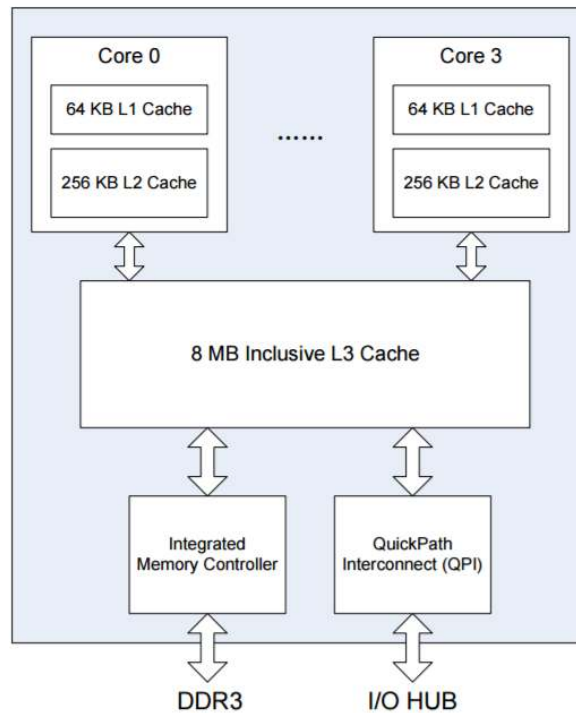 Core 0
64 KB L1 Cache
256 KB L2 Cache
......
Core 3
64 KB L1 Cache
256 KB L2 Cache
8 MB Inclusive L3 Cache
Integrated
Memory Controller
QuickPath
Interconnect (QPI)
DDR3
I/O HUB